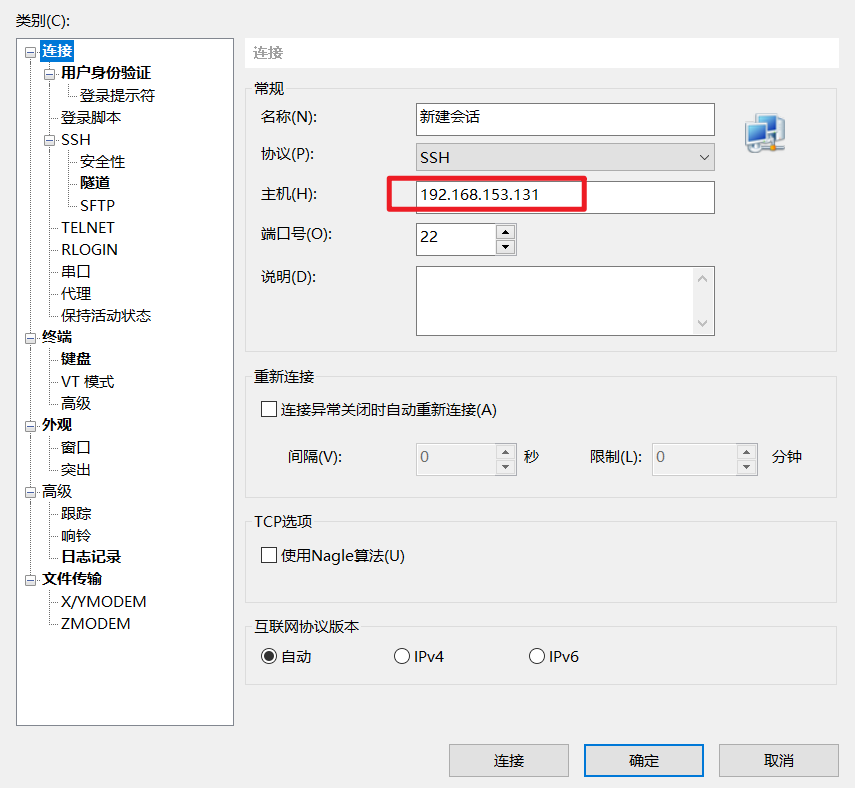 类别(C):
连接
用户身份验证
登录提示符
登录脚本
SSH
安全性
隧道
SFTP
TELNET
RLOGIN
串口
代理
保持活动状态
终端
键盘
VT 模式
高级
外观
窗口
突出
高级
跟踪
响铃
日志记录
文件传输
X/YMODEM
ZMODEM
连接
常规
名称(N): 新建会话
协议(P): SSH
主机(H): 192.168.153.131
端口号(O): 22
说明(D):
重新连接
连接异常关闭时自动重新连接(A)
间隔(V): 0 秒 限制(L): 0 分钟
TCP选项
使用Nagle算法(U)
互联网协议版本
自动 IPv4 IPv6
连接 确定 取消